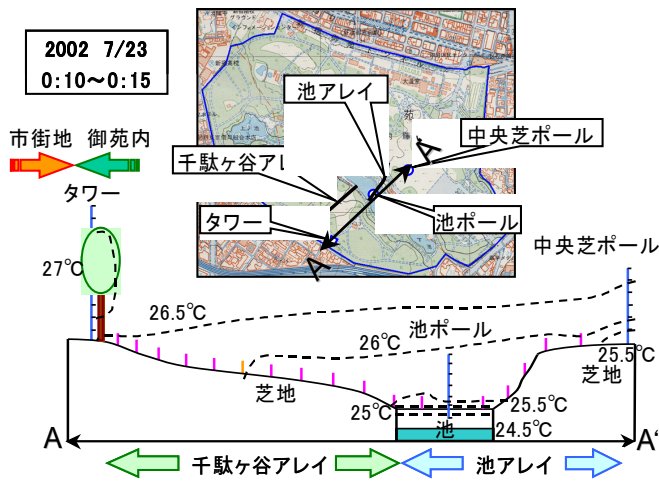 2002 7/23
0:10～0:15
池アレイ
中央芝ポール
千駄ヶ谷アレイ
池ポール
タワー
A
A'
市街地 御苑内
タワー
中央芝ポール
27℃
26.5℃
池ポール
26℃
25.5℃
芝地
芝地
25℃
25.5℃
池
24.5℃
A
A‘
千駄ヶ谷アレイ
池アレイ